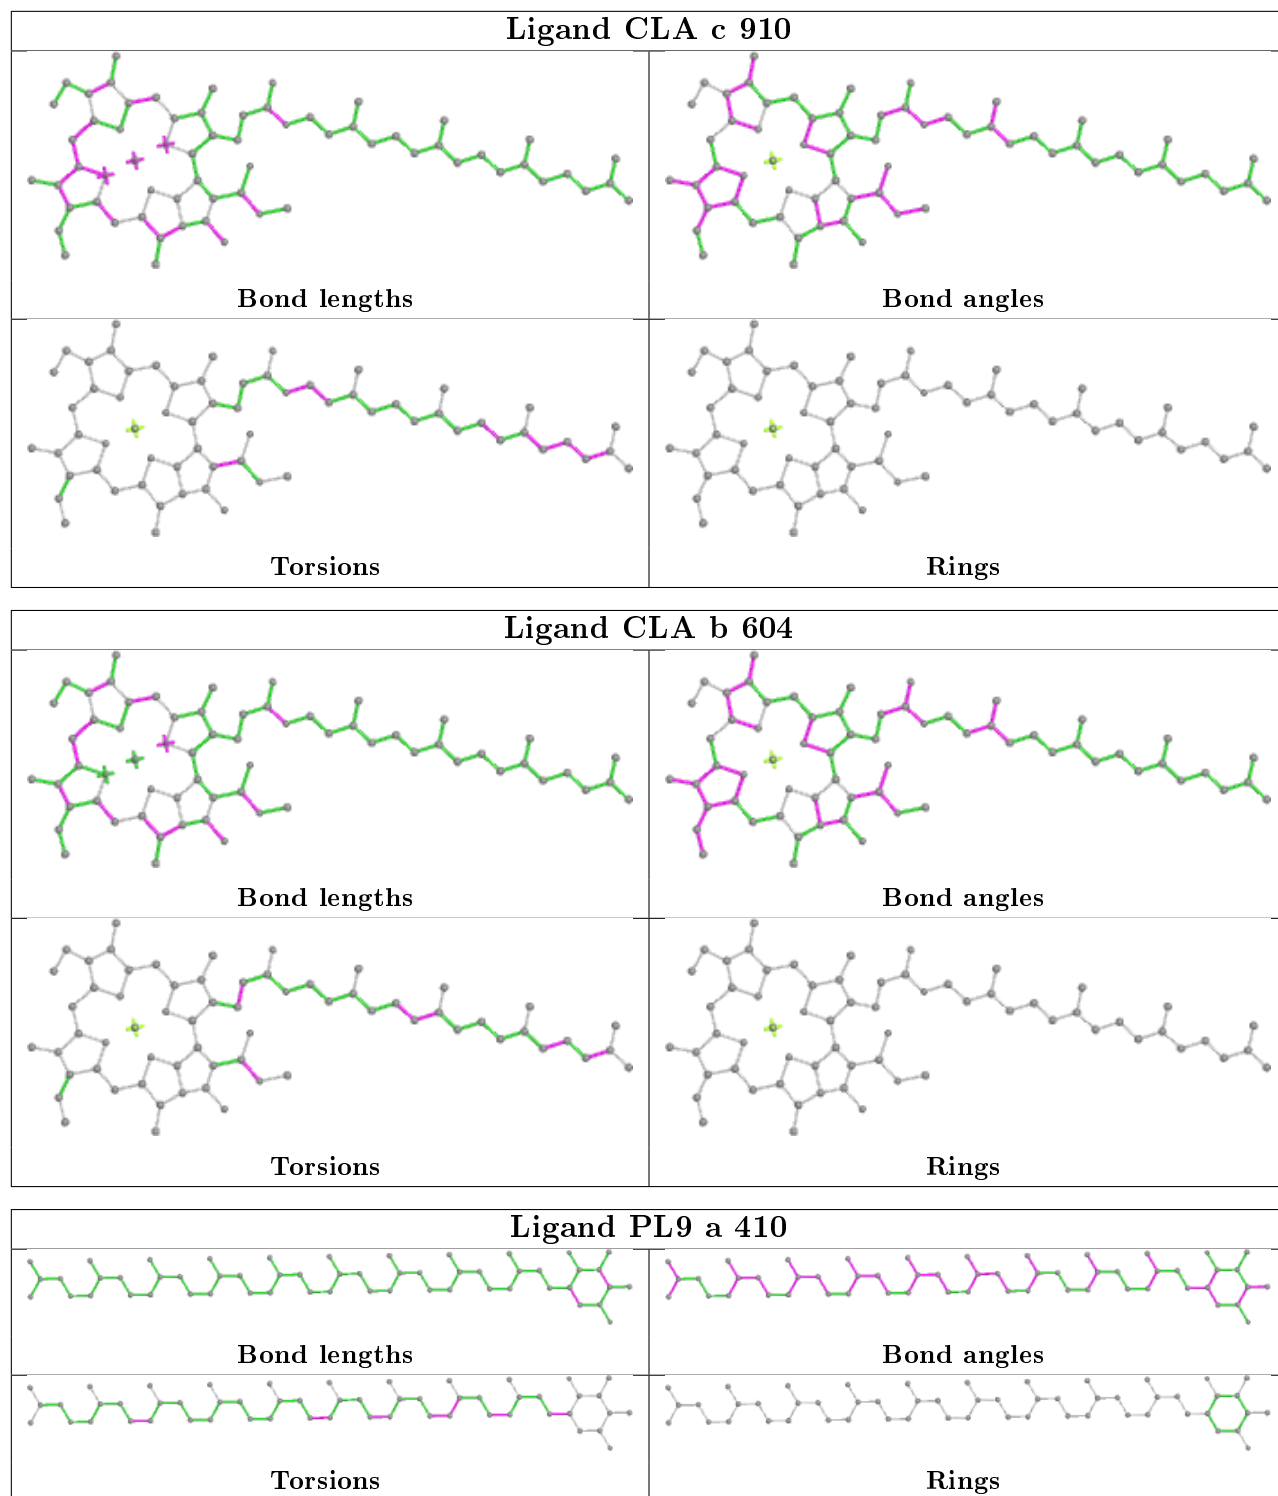 Ligand CLA c 910
Bond lengths
Bond angles
Torsions
Rings
Ligand CLA b 604
Bond lengths
Bond angles
Torsions
Rings
Ligand PL9 a 410
Bond lengths
Bond angles
Torsions
Rings